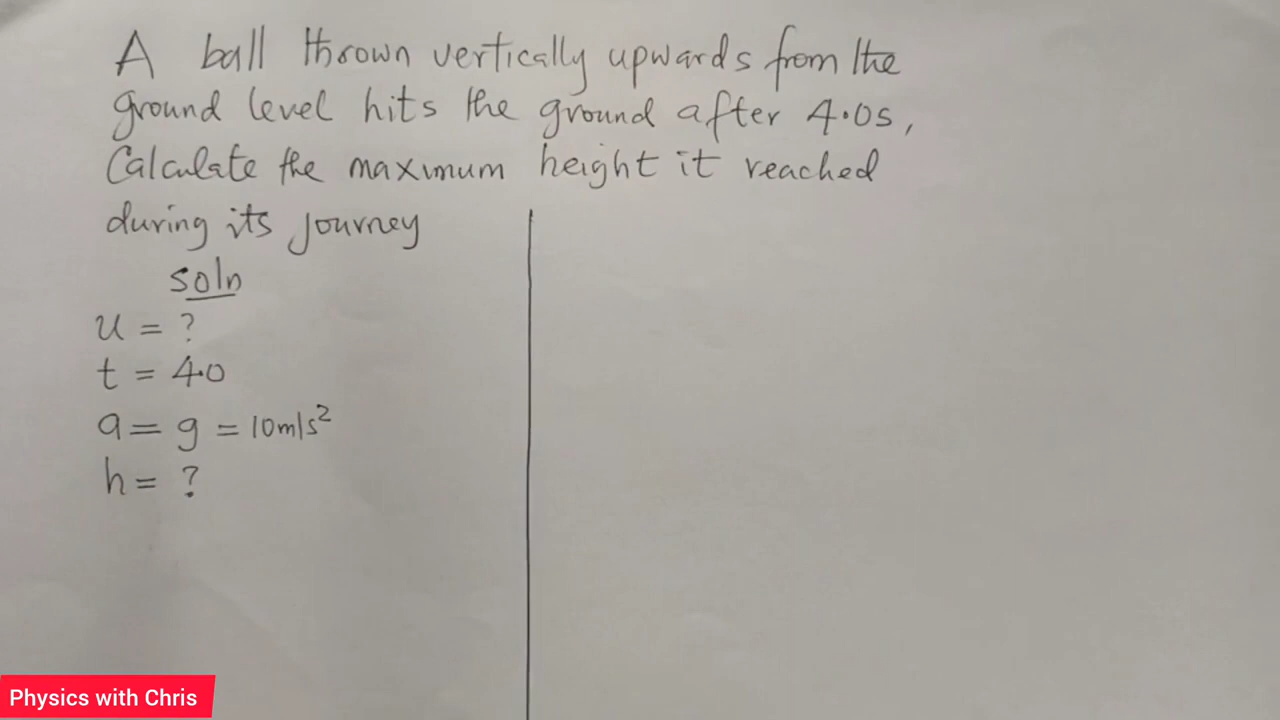 A ball thrown vertically upwards from the
ground level hits the ground after 4.0s,
Calculate the maximum height it reached
during its journey
soln
u = ?
t = 4.0
a = g = 10m/s²
h = ?
Physics with Chris